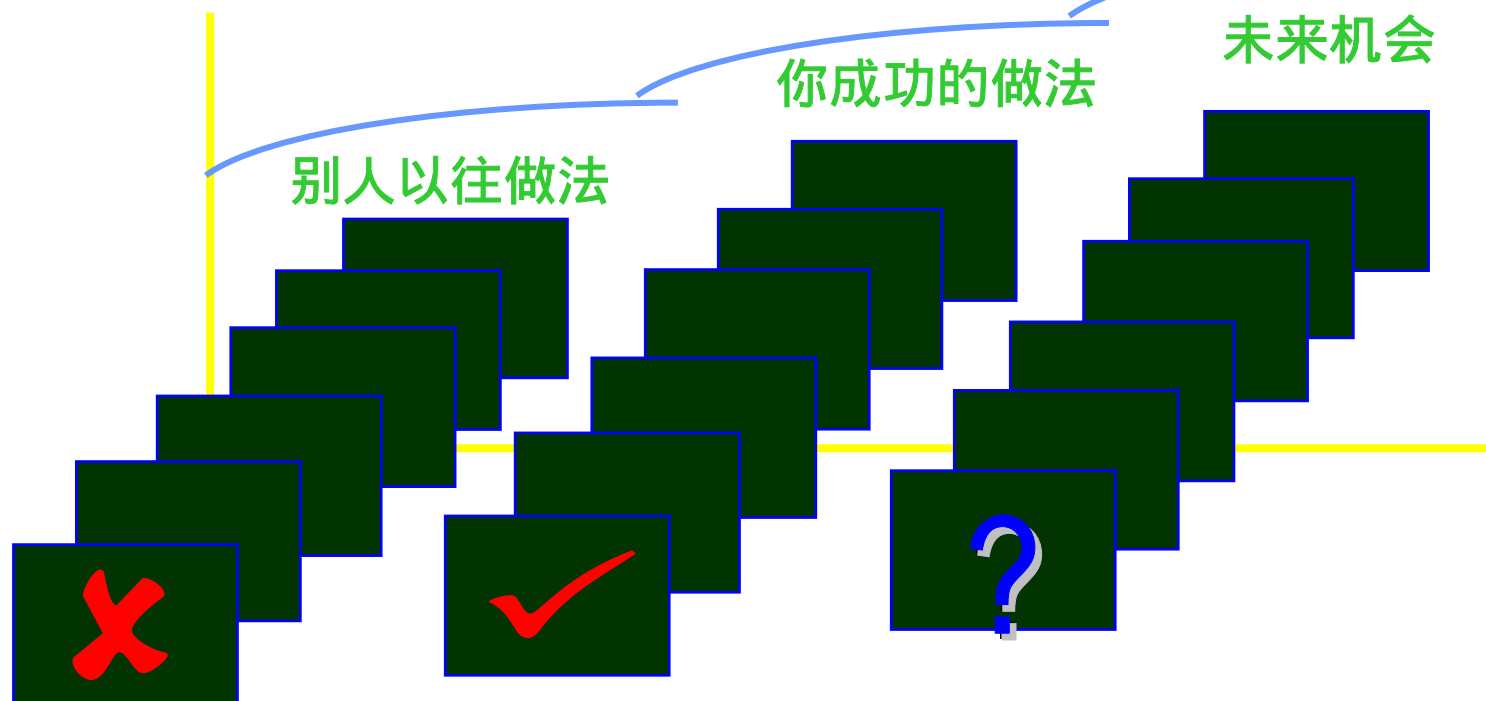 别人以往做法
你成功的做法
未来机会
?